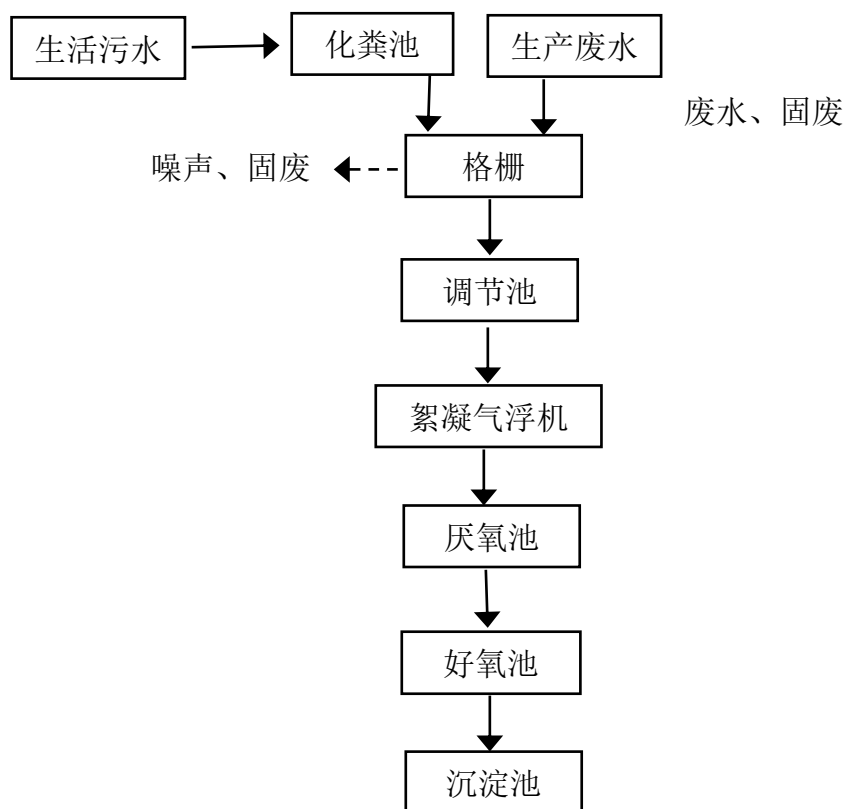 生活污水
化粪池
生产废水
废水、固废
噪声、固废
格栅
调节池
絮凝气浮机
厌氧池
好氧池
沉淀池